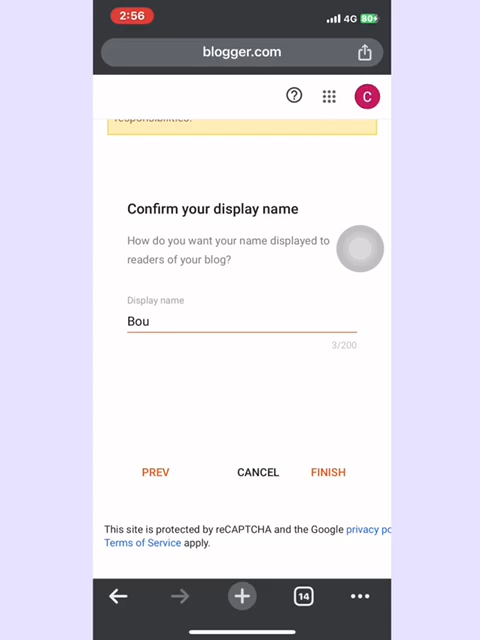 2:56
4G 80+
blogger.com
C
responsibilities.
Confirm your display name
How do you want your name displayed to
readers of your blog?
Display name
Bou
3/200
PREV CANCEL FINISH
This site is protected by reCAPTCHA and the Google privacy po
Terms of Service apply.
14